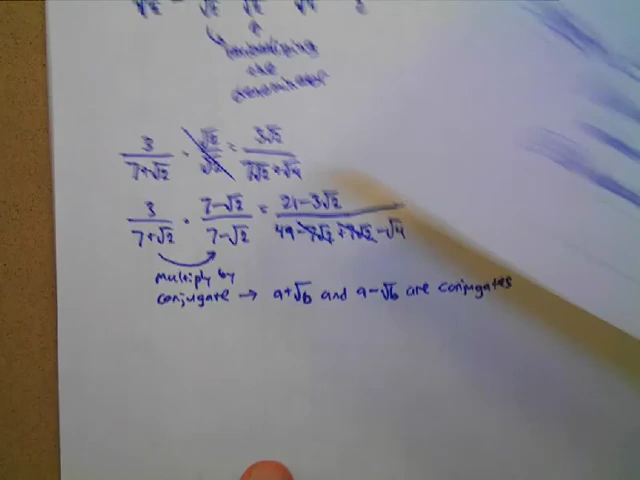 rationalizing
the
denominator
3/(7+√2) · √2/√2 = 3√2/(7√2+√4)
3/(7+√2) · (7-√2)/(7-√2) = (21-3√2)/(49-7√2+7√2-√4)
multiply by
conjugate → a+√b and a-√b are conjugates